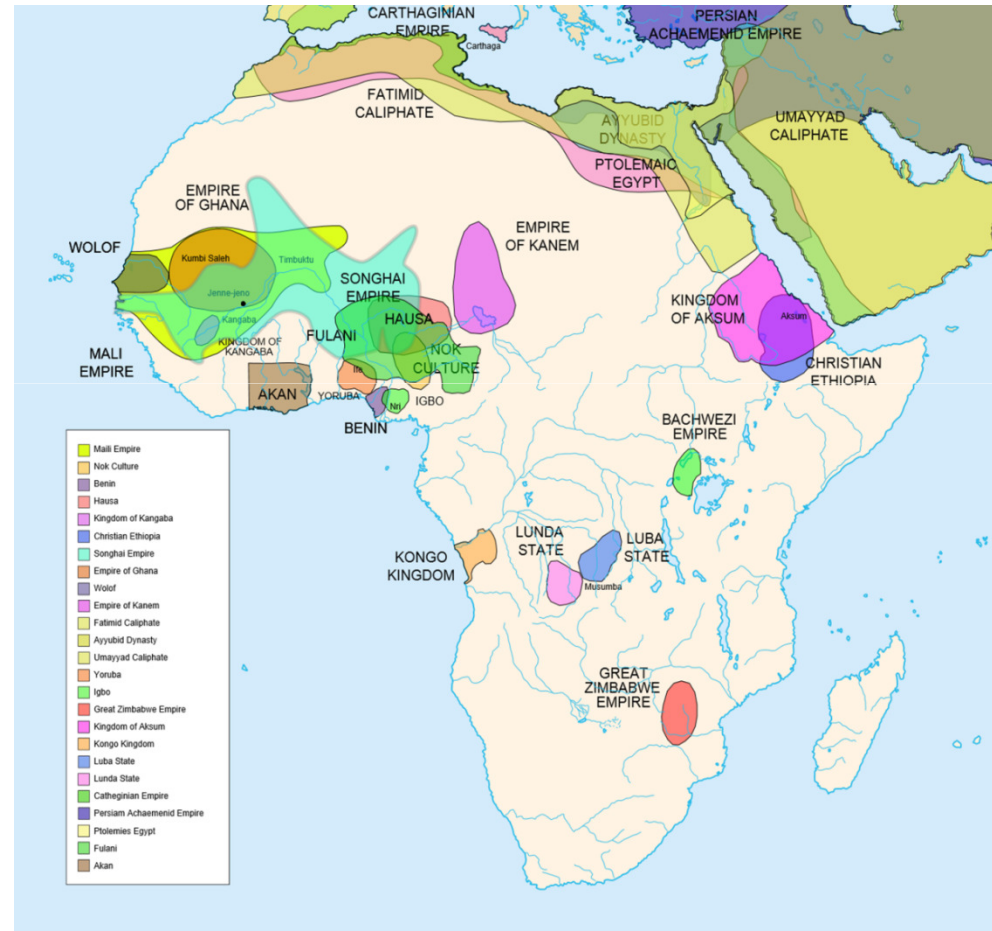 CARTHAGINIAN
EMPIRE
Carthaga
PERSIAN
ACHAEMENID EMPIRE
FATIMID
CALIPHATE
AYYUBID
DYNASTY
UMAYYAD
CALIPHATE
PTOLEMAIC
EGYPT
EMPIRE
OF GHANA
WOLOF
Kumbi Saleh
Timbuktu
EMPIRE
OF KANEM
SONGHAI
EMPIRE
Jenne-jeno
Kangaba
KINGDOM OF
KANGABA
FULANI
HAUSA
NOK
CULTURE
KINGDOM
OF AKSUM
Aksum
CHRISTIAN
ETHIOPIA
MALI
EMPIRE
AKAN
Ife
YORUBA
Nri
IGBO
BENIN
BACHWEZI
EMPIRE
KONGO
KINGDOM
LUNDA
STATE
LUBA
STATE
Musumba
GREAT
ZIMBABWE
EMPIRE
Maili Empire
Nok Culture
Benin
Hausa
Kingdom of Kangaba
Christian Ethiopia
Songhai Empire
Empire of Ghana
Wolof
Empire of Kanem
Fatimid Caliphate
Ayyubid Dynasty
Umayyad Caliphate
Yoruba
Igbo
Great Zimbabwe Empire
Kingdom of Aksum
Kongo Kingdom
Luba State
Lunda State
Catheginian Empire
Persiam Achaemenid Empire
Ptolemies Egypt
Fulani
Akan